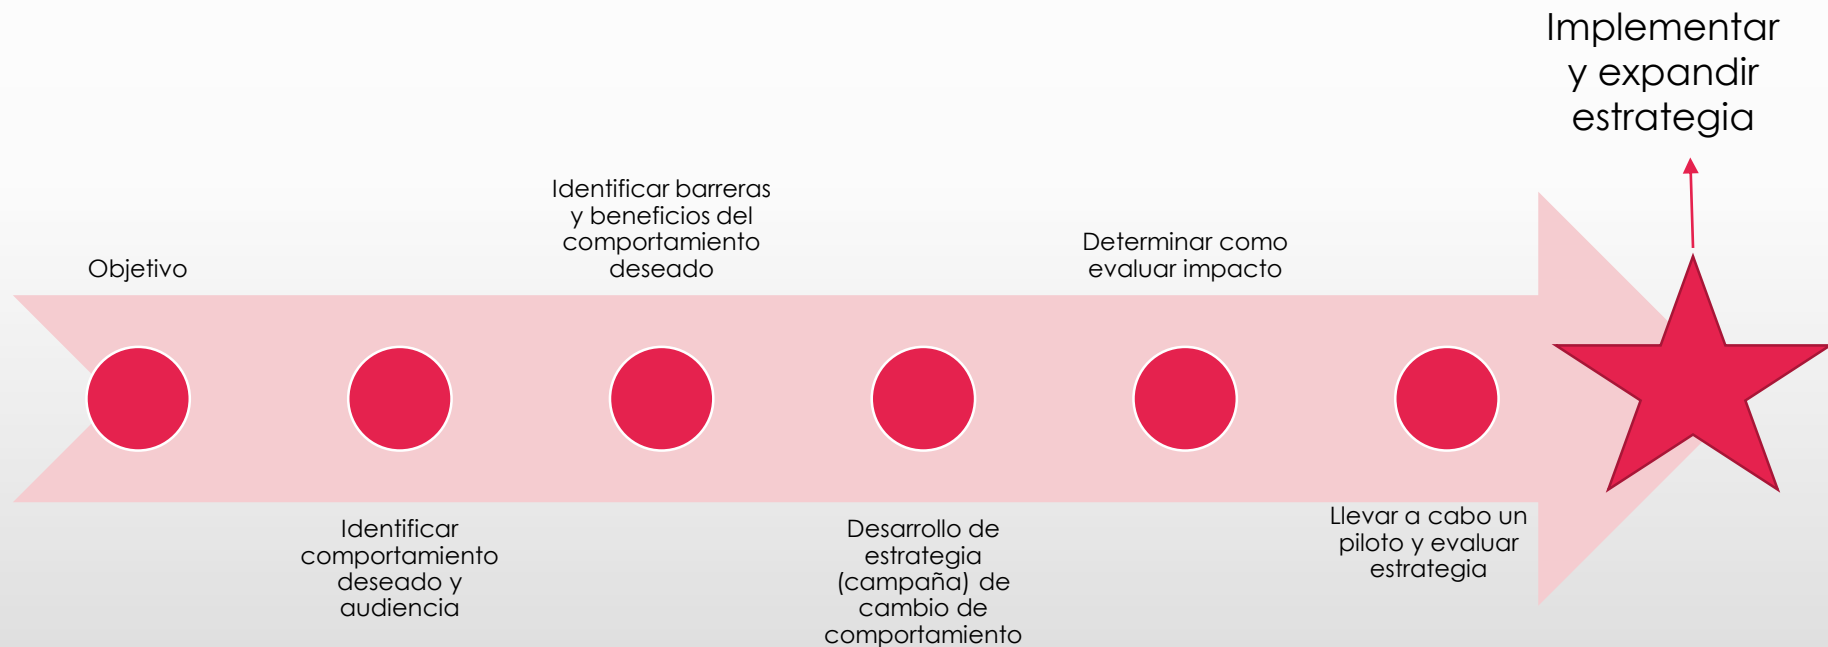 Implementar
y expandir
estrategia
Objetivo
Identificar barreras
y beneficios del
comportamiento
deseado
Determinar como
evaluar impacto
Identificar
comportamiento
deseado y
audiencia
Desarrollo de
estrategia
(campaña) de
cambio de
comportamiento
Llevar a cabo un
piloto y evaluar
estrategia